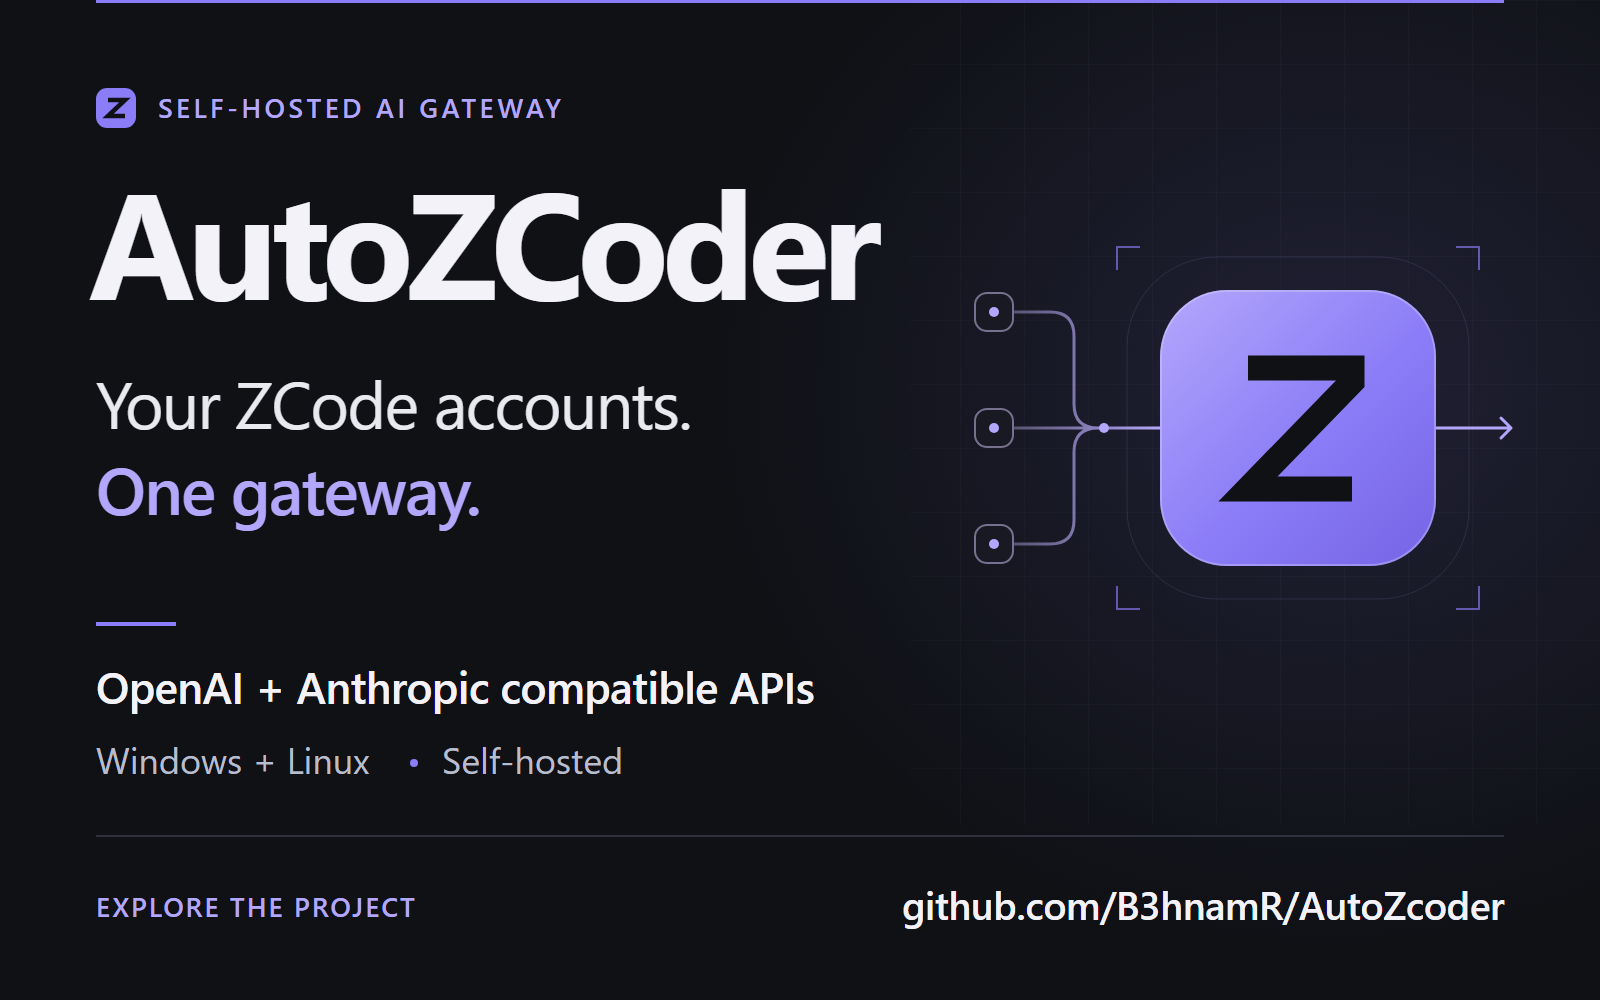 Z SELF-HOSTED AI GATEWAY
AutoZCoder
Your ZCode accounts.
One gateway.
Z
OpenAI + Anthropic compatible APIs
Windows + Linux • Self-hosted
EXPLORE THE PROJECT
github.com/B3hnamR/AutoZcoder